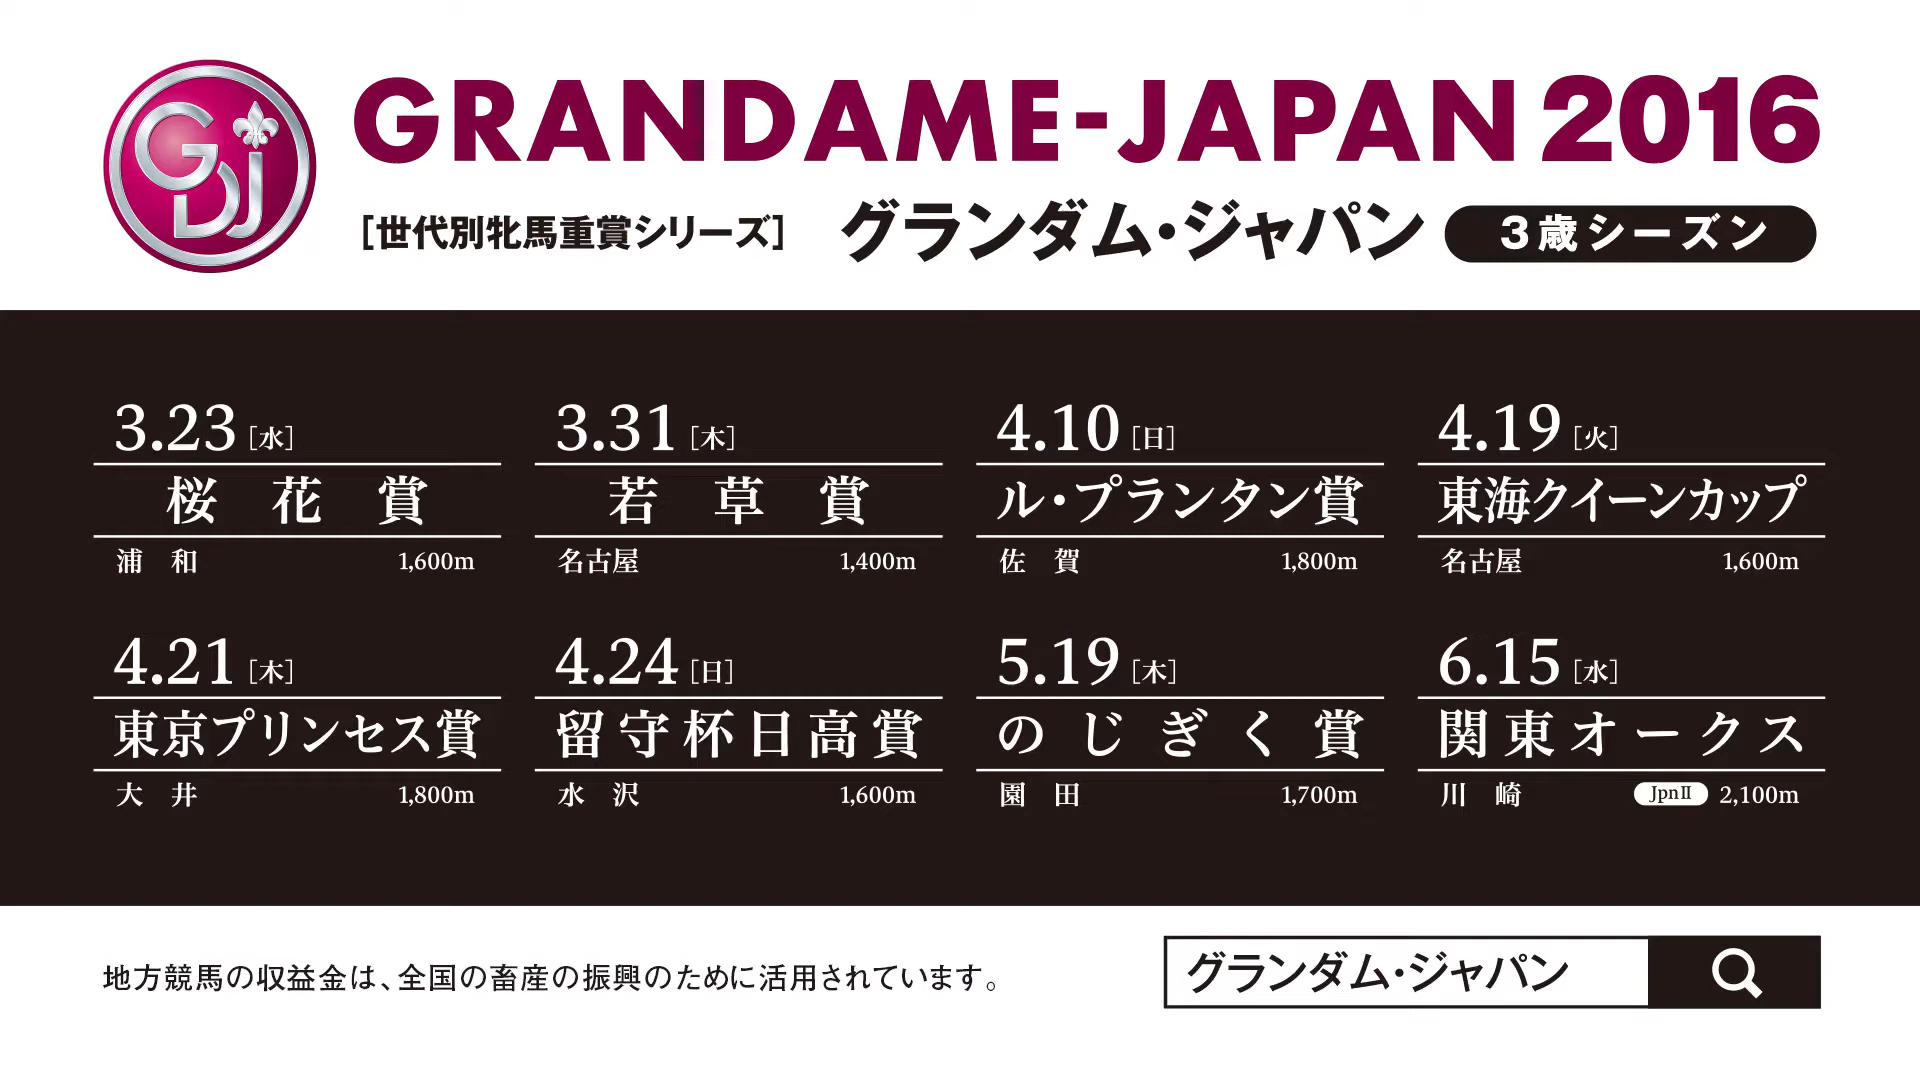 GDJ
GRANDAME-JAPAN 2016
[世代別牝馬重賞シリーズ] グランダム・ジャパン 3歳シーズン
3.23 [水]
桜花賞
浦和 1,600m
3.31 [木]
若草賞
名古屋 1,400m
4.10 [日]
ル・プランタン賞
佐賀 1,800m
4.19 [火]
東海クイーンカップ
名古屋 1,600m
4.21 [木]
東京プリンセス賞
大井 1,800m
4.24 [日]
留守杯日高賞
水沢 1,600m
5.19 [木]
のじぎく賞
園田 1,700m
6.15 [水]
関東オークス
川崎 JpnII 2,100m
地方競馬の収益金は、全国の畜産の振興のために活用されています。
グランダム・ジャパン